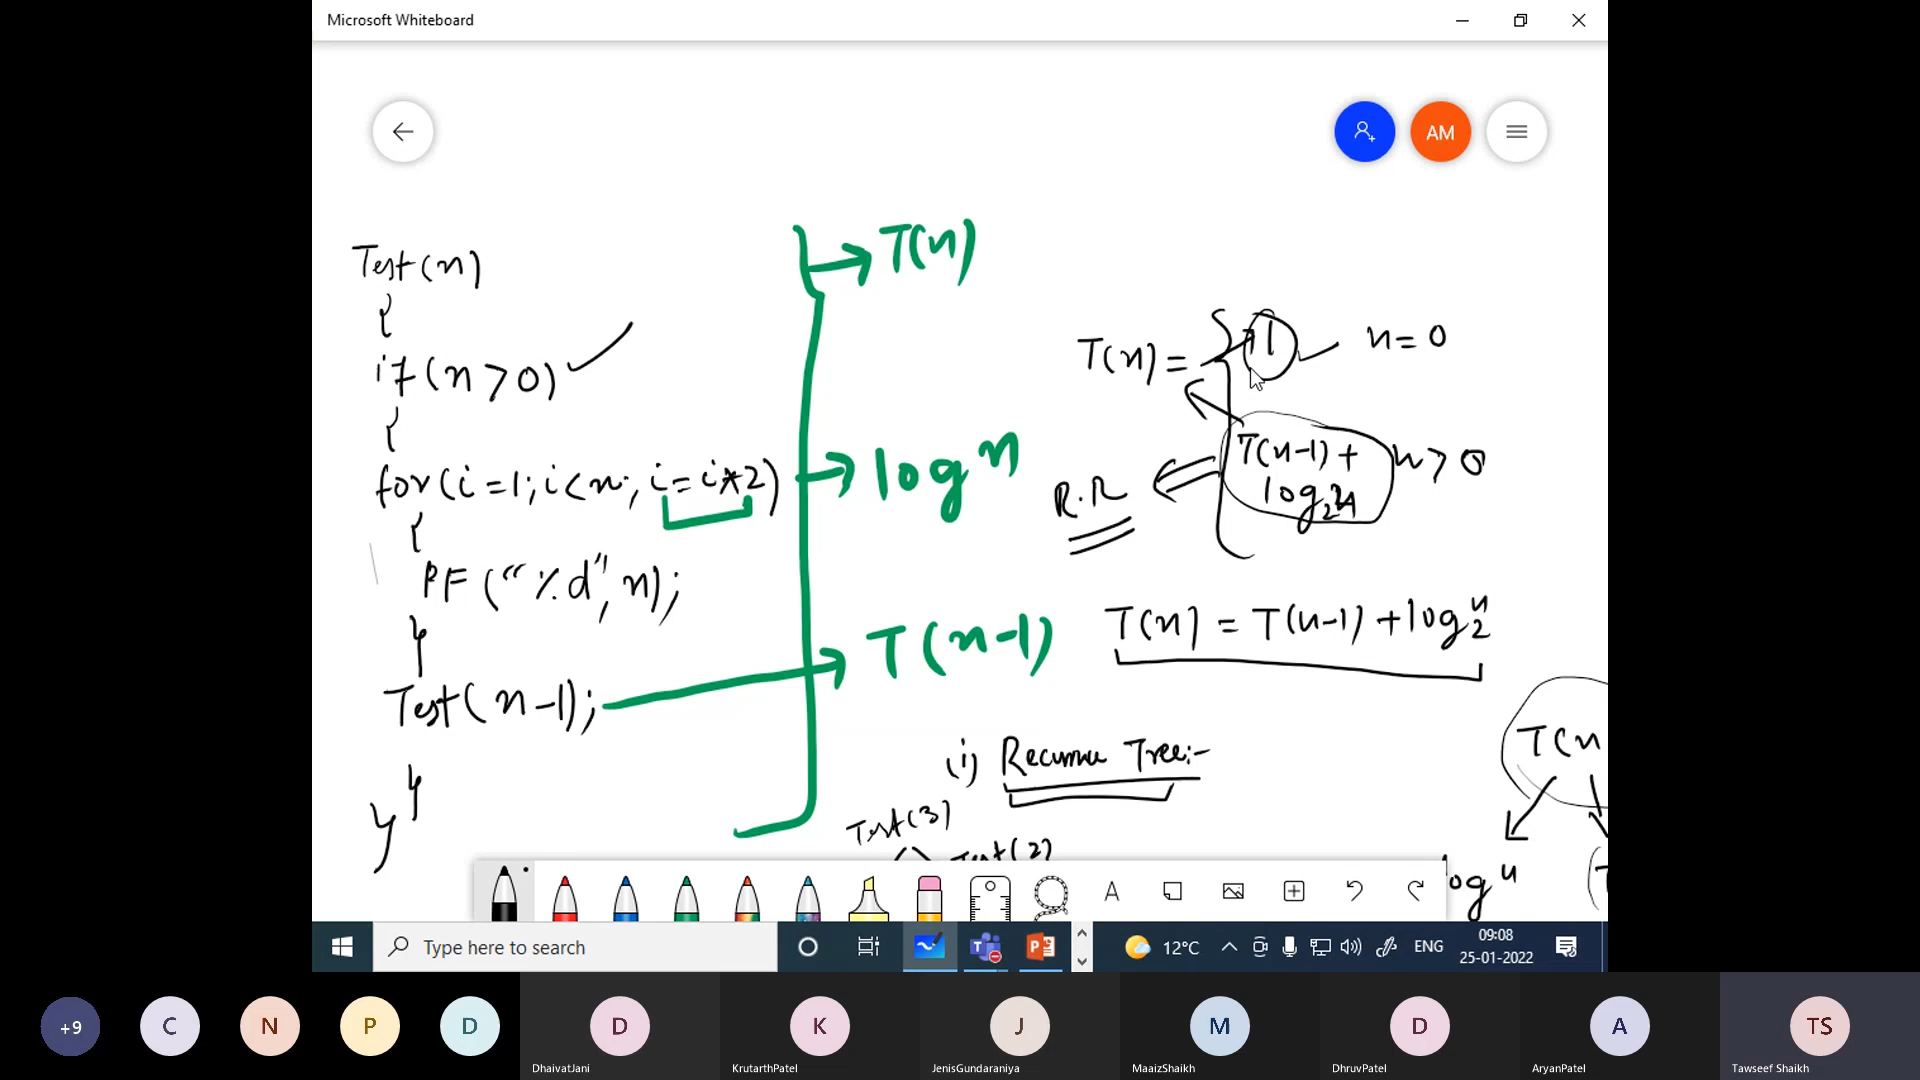 Microsoft Whiteboard
AM
Test(n)
{
if(n>0)
{
for(i=1;i<n;i=i*2)
{
PF("%d",n);
}
Test(n-1);
}
}
→T(n)
→log n
→T(n-1)
T(n)= { 1 n=0
T(n-1)+ n>0
log₂n
R.R
T(n) = T(n-1) +log₂ⁿ
(i) Recursive Tree:-
Test(3)
Test(2)
T(n
log n
A
Type here to search
12°C
ENG
09:08
25-01-2022
+9
C
N
P
D
D
DhaivatJani
K
KrutarthPatel
J
JenisGundaraniya
M
MaaizShaikh
D
DhruvPatel
A
AryanPatel
TS
Tawseef Shaikh